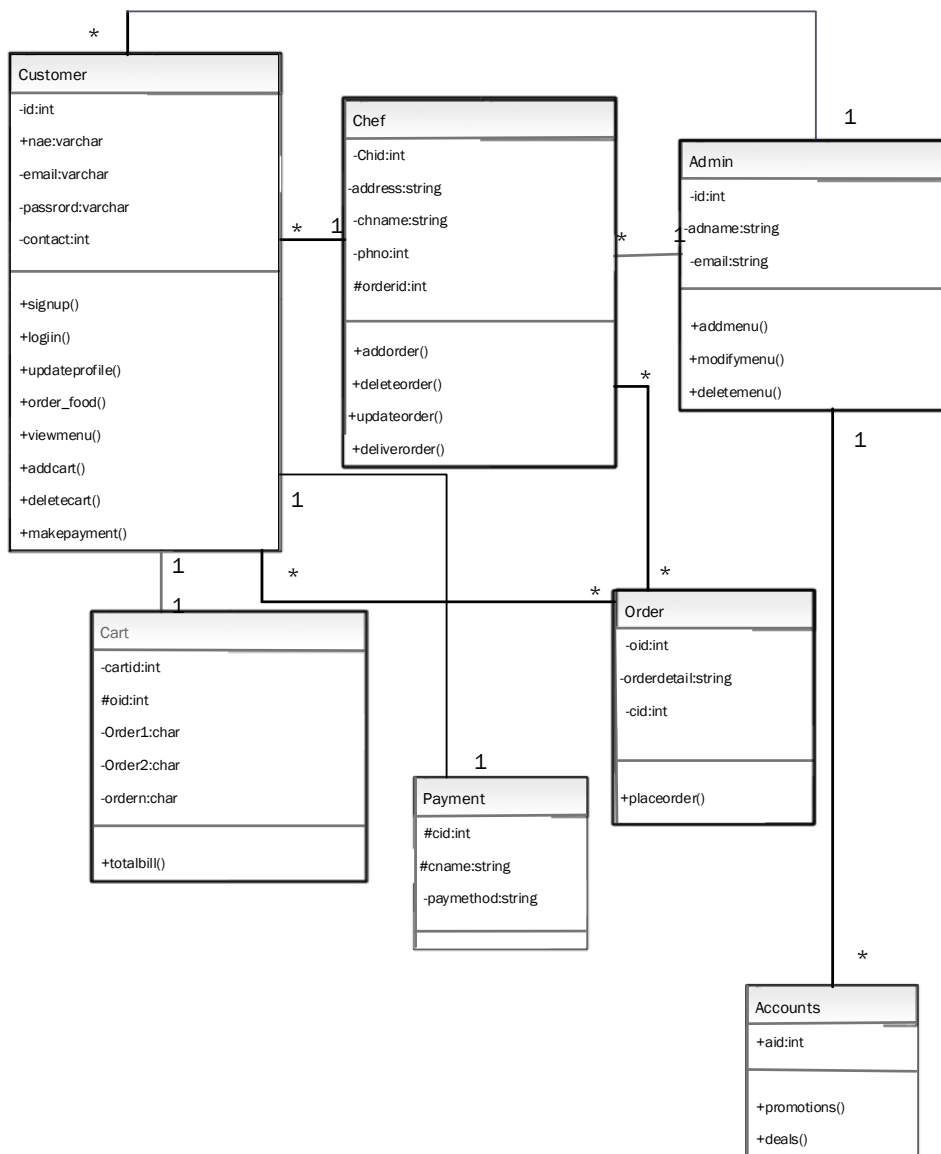 *
Customer
-id:int
+nae:varchar
-email:varchar
-passrord:varchar
-contact:int
+signup()
+logiin()
+updateprofile()
+order_food()
+viewmenu()
+addcart()
+deletecart()
+makepayment()
*
1
Chef
-Chid:int
-address:string
-chname:string
-phno:int
#orderid:int
+addorder()
+deleteorder()
+updateorder()
+deliverorder()
*
1
1
Admin
-id:int
-adname:string
-email:string
+addmenu()
+modifymenu()
+deletemenu()
*
1
1
*
*
*
1
1
Cart
-cartid:int
#oid:int
-Order1:char
-Order2:char
-ordern:char
+totalbill()
Order
-oid:int
-orderdetail:string
-cid:int
+placeorder()
1
Payment
#cid:int
#cname:string
-paymethod:string
*
Accounts
+aid:int
+promotions()
+deals()